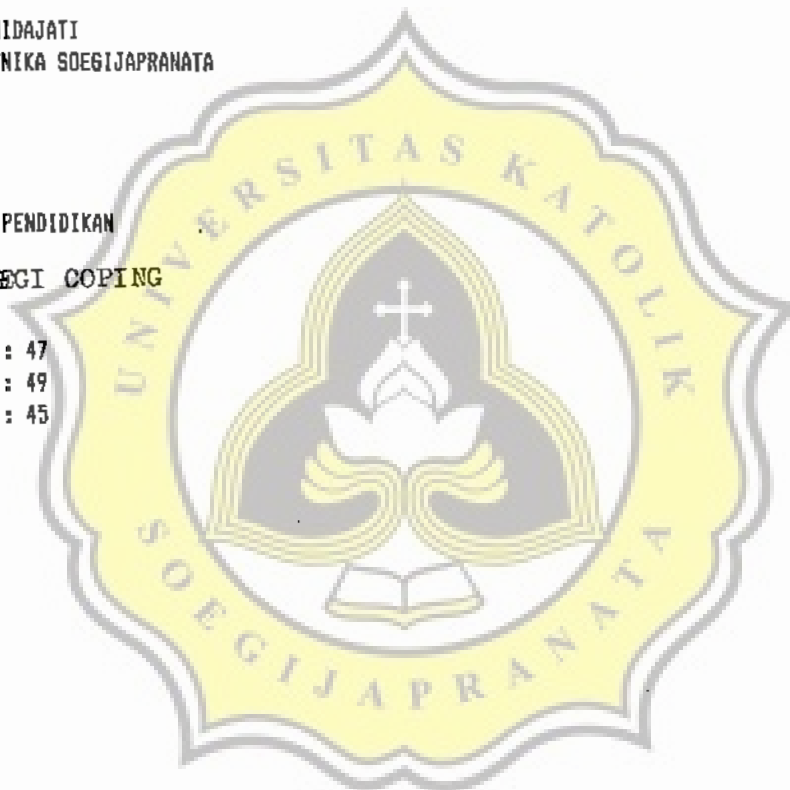 IDAJATI
NIKA SOEGIJAPRANATA
PENDIDIKAN
EGI COPING
: 47
: 49
: 45
UNIVERSITAS KATOLIK
SOEGIJAPRANATA